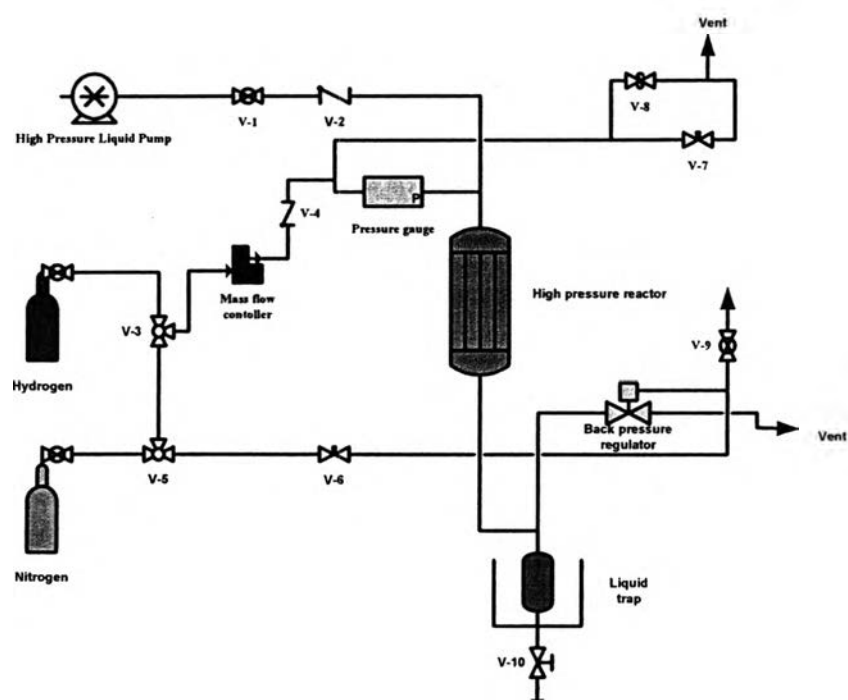 Vent
V-8
V-1
V-2
High Pressure Liquid Pump
V-7
V-4
P
Pressure gauge
Mass flow
contoller
High pressure reactor
V-3
V-9
Hydrogen
Back pressure
regulator
Vent
V-5
V-6
Nitrogen
Liquid
trap
V-10